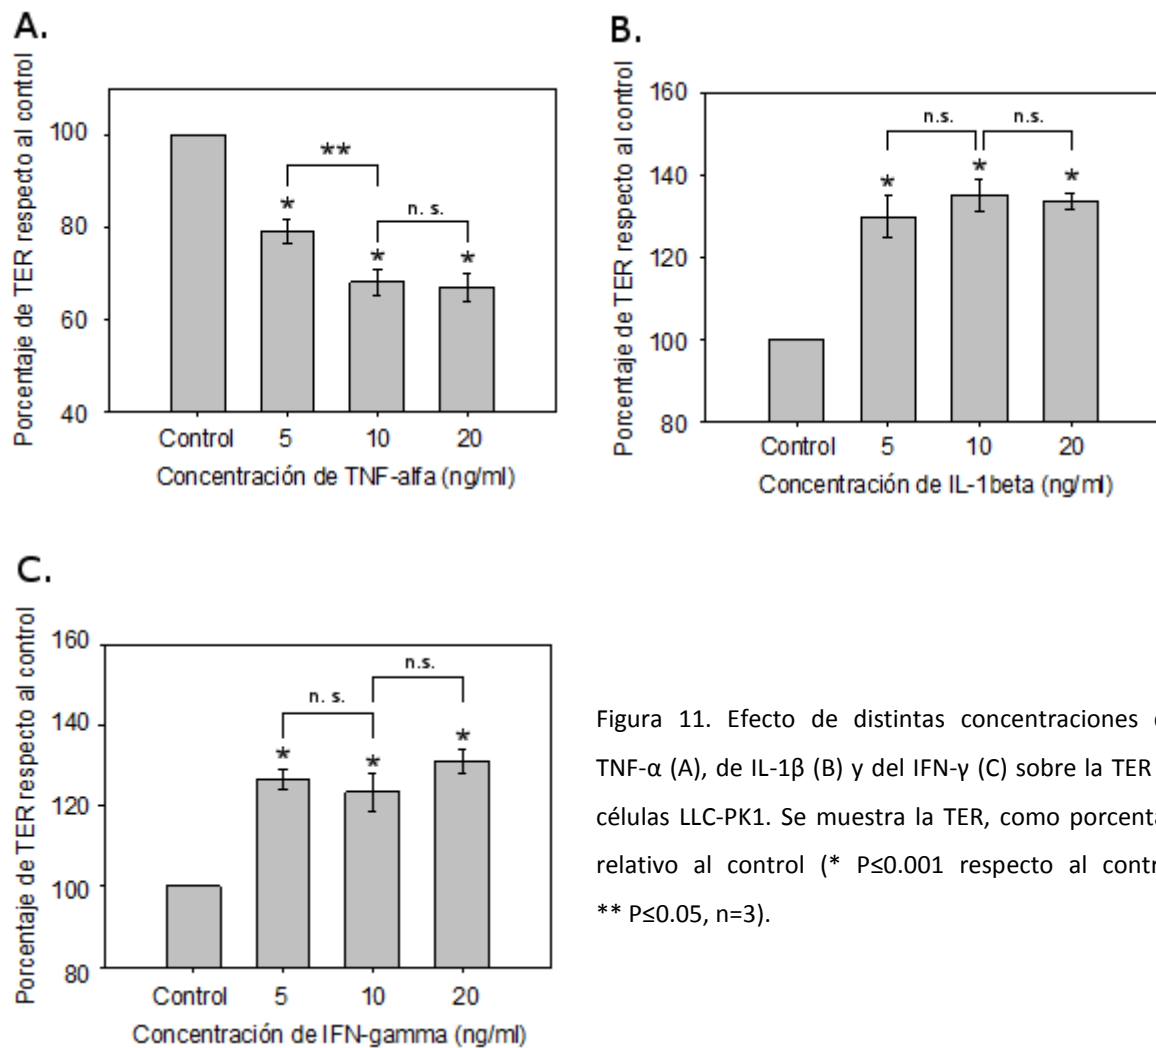 A.
Porcentaje de TER respecto al control
100
80
60
40
**
n. s.
*
*
*
Control 5 10 20
Concentración de TNF-alfa (ng/ml)
B.
Porcentaje de TER respecto al control
160
140
120
100
80
n.s. n.s.
*
*
*
Control 5 10 20
Concentración de IL-1beta (ng/ml)
C.
Porcentaje de TER respecto al control
160
140
120
100
80
n.s.
n. s.
*
*
*
Control 5 10 20
Concentración de IFN-gamma (ng/ml)
Figura 11. Efecto de distintas concentraciones
TNF-α (A), de IL-1β (B) y del IFN-γ (C) sobre la TER
células LLC-PK1. Se muestra la TER, como
relativo al control (* P≤0.001 respecto al
** P≤0.05, n=3).